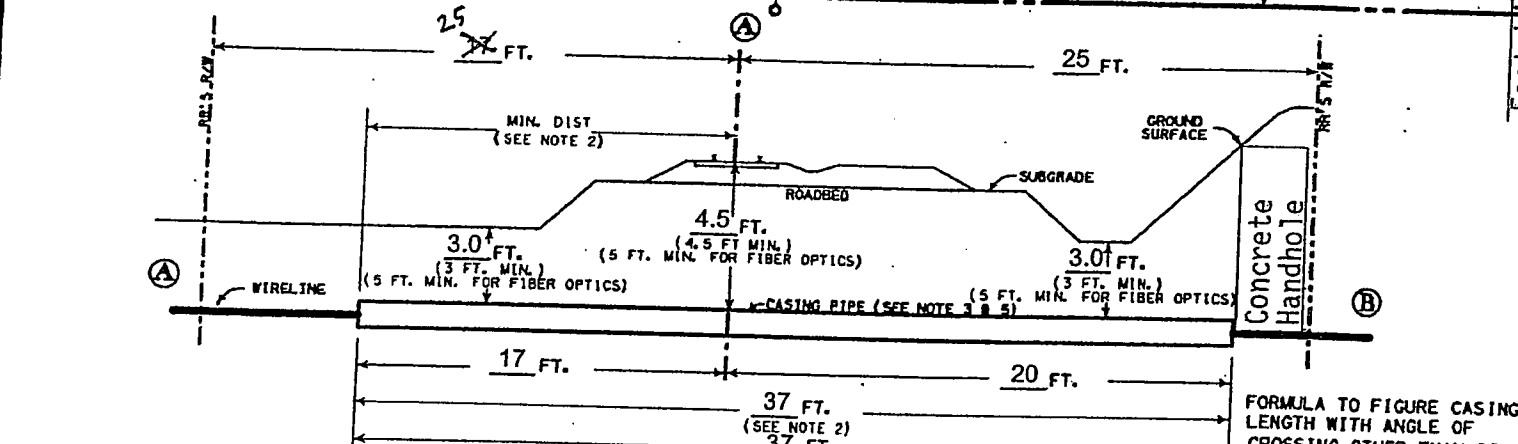 25
Ⓐ
17 FT.
25 FT.
RR'S R/W
RR'S R/W
MIN. DIST
(SEE NOTE 2)
GROUND
SURFACE
SUBGRADE
ROADBED
4.5 FT.
(4.5 FT MIN.)
(5 FT. MIN. FOR FIBER OPTICS)
3.0 FT.
(3 FT. MIN.)
(5 FT. MIN. FOR FIBER OPTICS)
3.0 FT.
(3 FT. MIN.)
(5 FT. MIN. FOR FIBER OPTICS)
Concrete
Handhole
Ⓐ
WIRELINE
CASING PIPE (SEE NOTE 3 & 5)
Ⓑ
17 FT.
20 FT.
37 FT.
(SEE NOTE 2)
37 FT.
FORMULA TO FIGURE CASING
LENGTH WITH ANGLE OF
CROSSING OTHER THAN